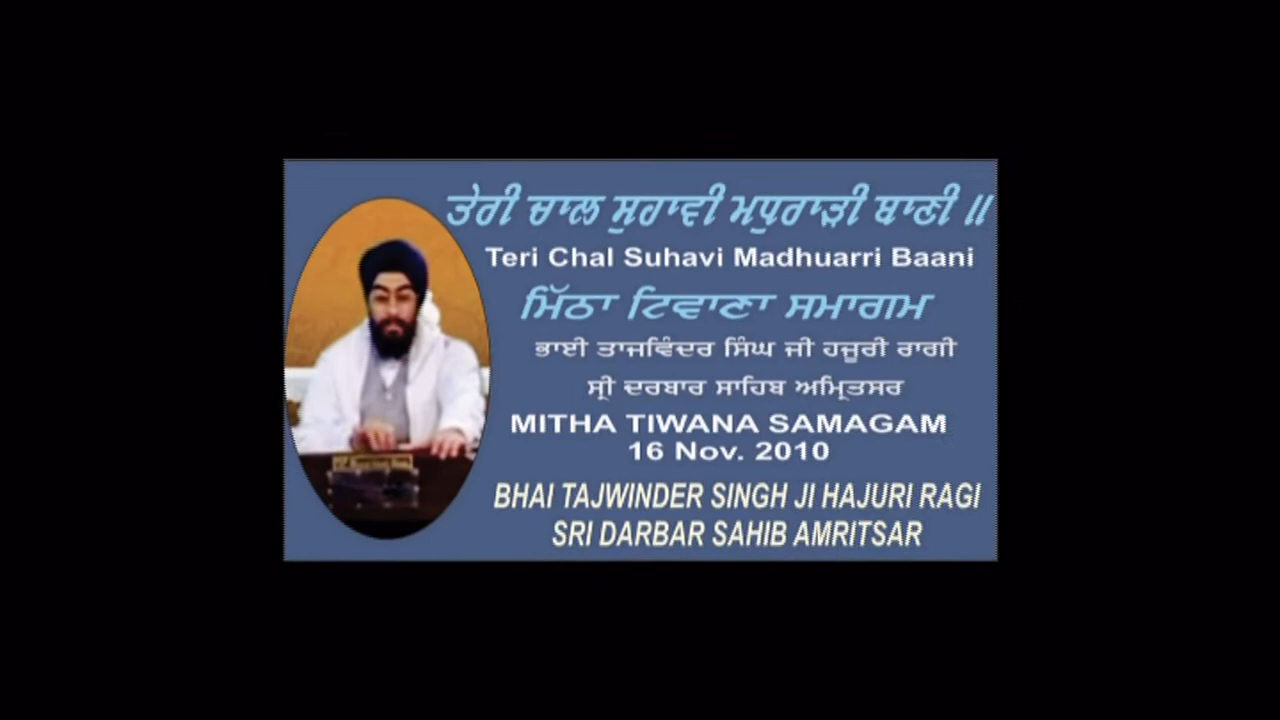 ਤੇਰੀ ਚਾਲ ਸੁਹਾਵੀ ਮਧੁਰਾੜੀ ਬਾਣੀ ॥
Teri Chal Suhavi Madhuarri Baani
ਮਿੱਠਾ ਟਿਵਾਣਾ ਸਮਾਗਮ
ਭਾਈ ਤਾਜਵਿੰਦਰ ਸਿੰਘ ਜੀ ਹਜੂਰੀ ਰਾਗੀ
ਸ੍ਰੀ ਦਰਬਾਰ ਸਾਹਿਬ ਅਮ੍ਰਿਤਸਰ
MITHA TIWANA SAMAGAM
16 Nov. 2010
BHAI TAJWINDER SINGH JI HAJURI RAGI
SRI DARBAR SAHIB AMRITSAR